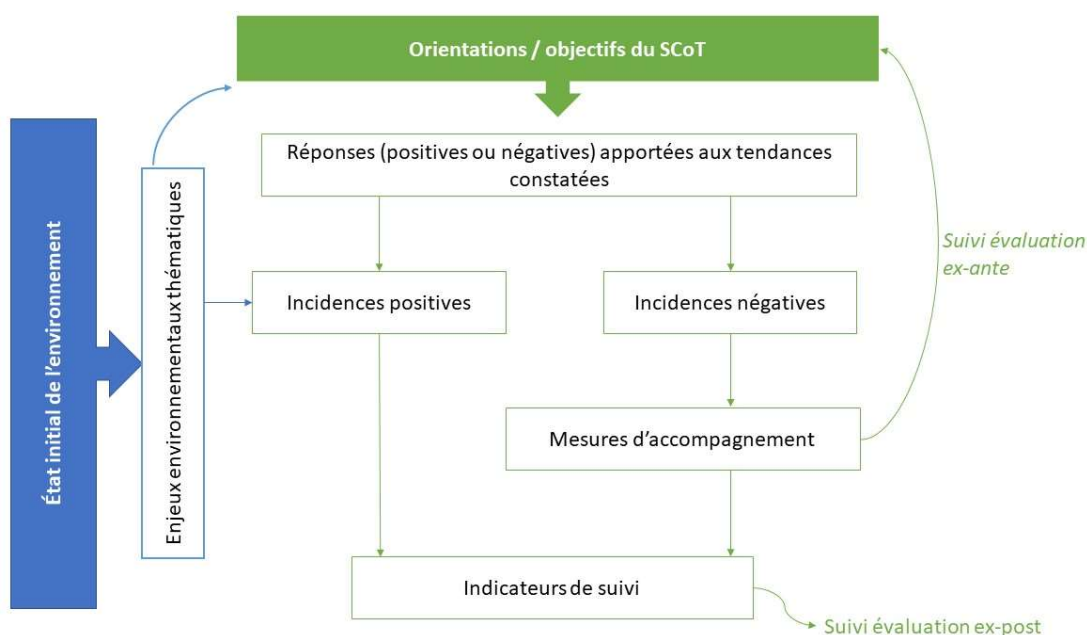 Orientations / objectifs du SCoT
Réponses (positives ou négatives) apportées aux tendances
constatées
État initial de l'environnement
Enjeux environnementaux thématiques
Incidences positives
Incidences négatives
Suivi évaluation
ex-ante
Mesures d'accompagnement
Indicateurs de suivi
Suivi évaluation ex-post